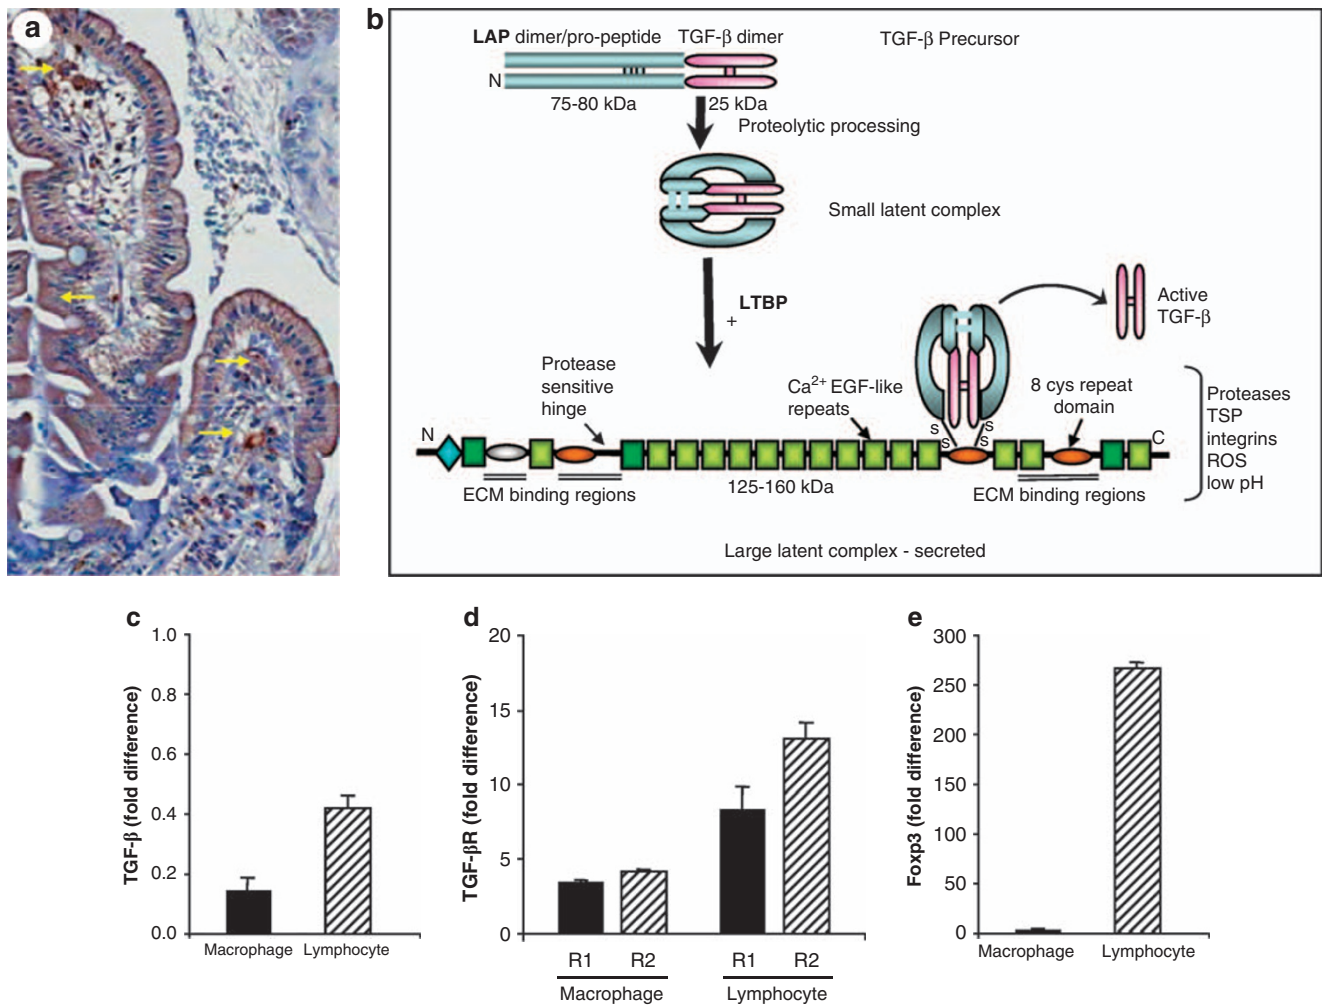 a
b
LAP dimer/pro-peptide TGF-β dimer
TGF-β Precursor
N
75-80 kDa
25 kDa
Proteolytic processing
Small latent complex
+ LTBP
Active
TGF-β
Protease
sensitive
hinge
Ca2+ EGF-like
repeats
8 cys repeat
domain
Proteases
TSP
integrins
ROS
low pH
N
S
S
S
S
C
ECM binding regions
125-160 kDa
ECM binding regions
Large latent complex - secreted
c
TGF-β (fold difference)
1.0
0.8
0.6
0.4
0.2
0.0
Macrophage Lymphocyte
d
TGF-βR (fold difference)
20
15
10
5
0
R1 R2 R1 R2
Macrophage Lymphocyte
e
Foxp3 (fold difference)
300
250
200
150
100
50
0
Macrophage Lymphocyte